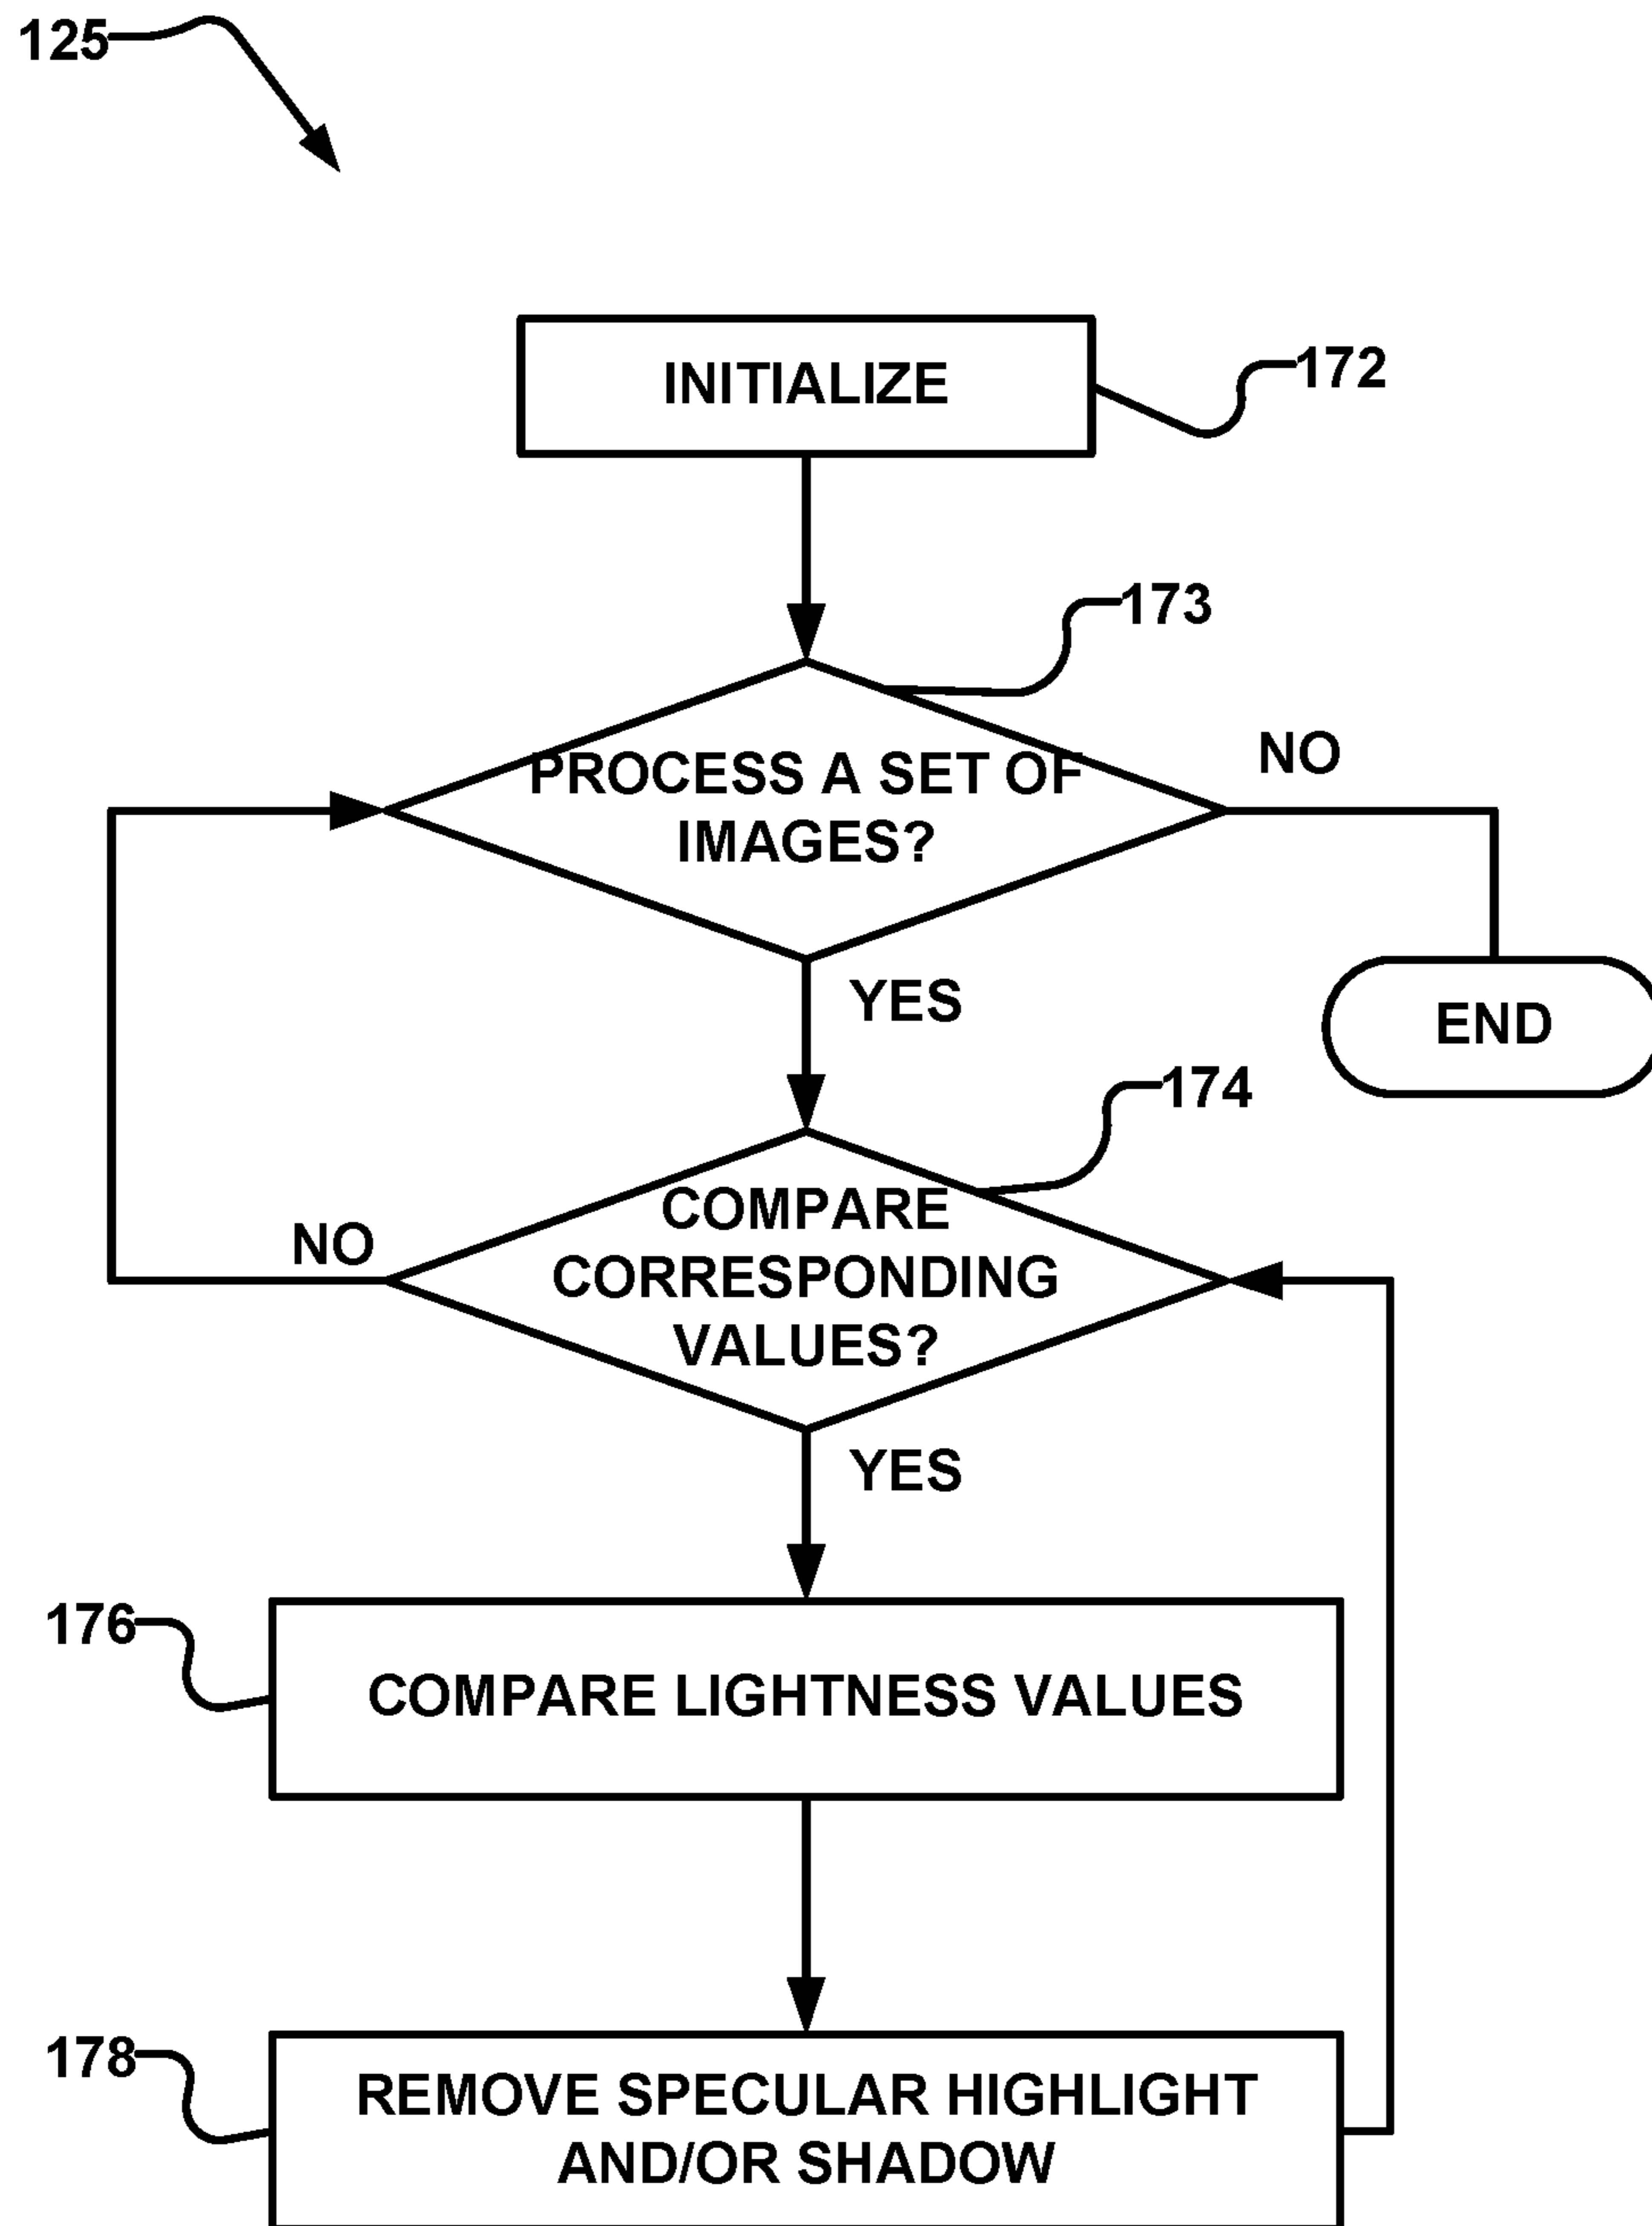 125
INITIALIZE
172
173
PROCESS A SET OF
IMAGES?
NO
YES
END
174
COMPARE
CORRESPONDING
VALUES?
NO
YES
176
COMPARE LIGHTNESS VALUES
178
REMOVE SPECULAR HIGHLIGHT
AND/OR SHADOW